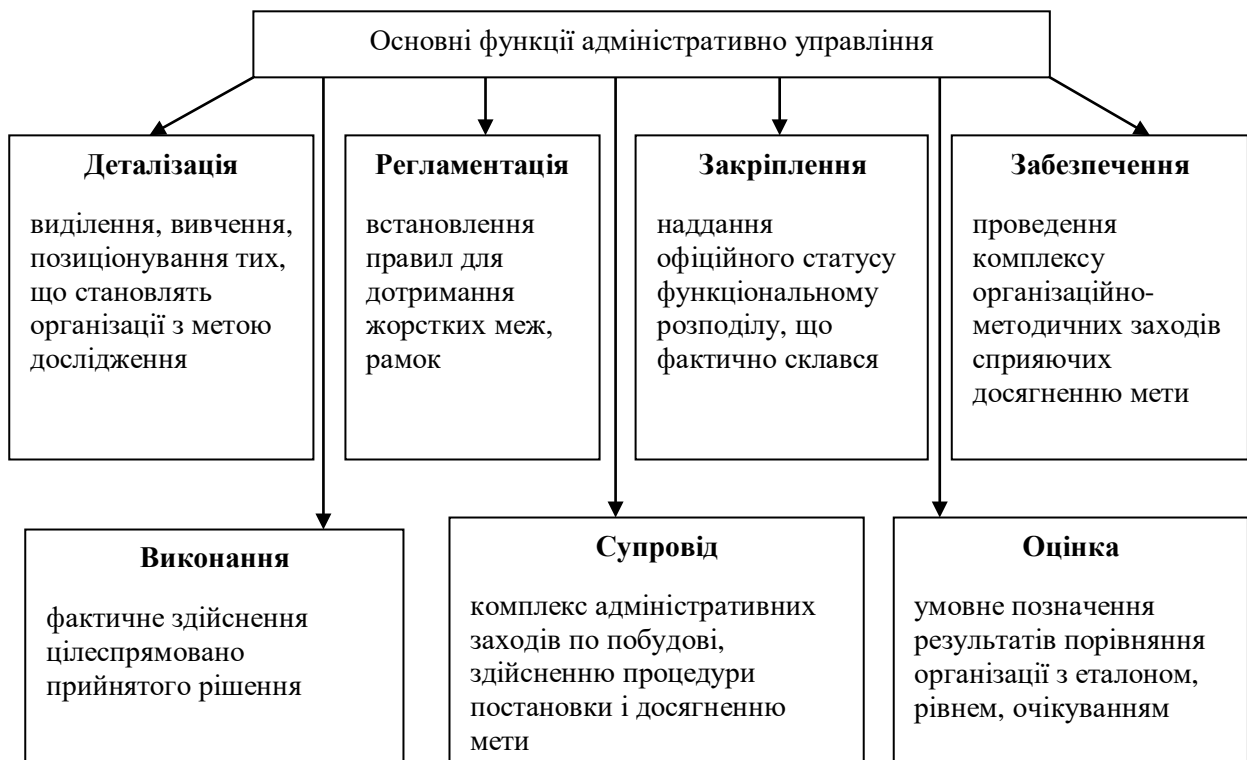 Основні функції адміністративно управління
Деталізація
виділення, вивчення,
позиціонування тих,
що становлять
організації з метою
дослідження
Регламентація
встановлення
правил для
дотримання
жорстких меж,
рамок
Закріплення
наддання
офіційного статусу
функціональному
розподілу, що
фактично склався
Забезпечення
проведення
комплексу
організаційно-
методичних заходів
сприяючих
досягненню мети
Виконання
фактичне здійснення
цілеспрямовано
прийнятого рішення
Супровід
комплекс адміністративних
заходів по побудові,
здійсненню процедури
постановки і досягненню
мети
Оцінка
умовне позначення
результатів порівняння
організації з еталоном,
рівнем, очікуванням